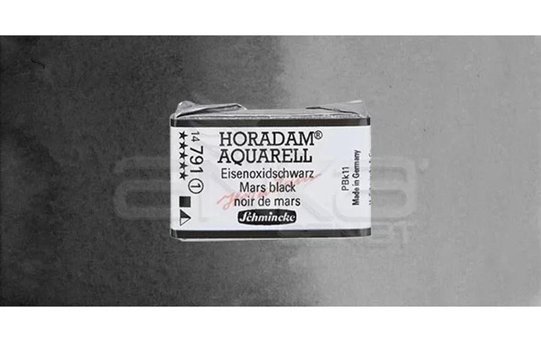 HORADAM®
AQUARELL
Eisenoxidschwarz
Mars black
noir de mars
Schmincke
14 791 1
PBk11
Made in Germany